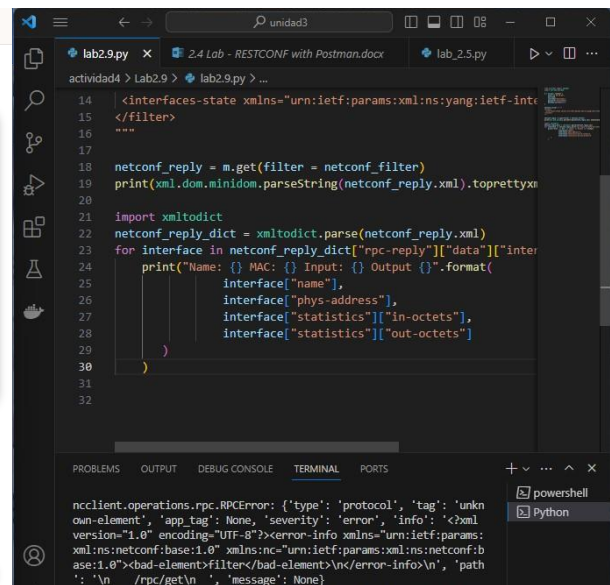 unidad3
lab2.9.py
2.4 Lab - RESTCONF with Postman.docx
lab_2.5.py
actividad4 > Lab2.9 > lab2.9.py > ...
14 <interfaces-state xmlns="urn:ietf:params:xml:ns:yang:ietf-inte
15 </filter>
16 """
17
18 netconf_reply = m.get(filter = netconf_filter)
19 print(xml.dom.minidom.parseString(netconf_reply.xml).toprettyxm
20
21 import xmltodict
22 netconf_reply_dict = xmltodict.parse(netconf_reply.xml)
23 for interface in netconf_reply_dict["rpc-reply"]["data"]["inter
24 print("Name: {} MAC: {} Input: {} Output {}".format(
25 interface["name"],
26 interface["phys-address"],
27 interface["statistics"]["in-octets"],
28 interface["statistics"]["out-octets"]
29 )
30 )
31
32
PROBLEMS OUTPUT DEBUG CONSOLE TERMINAL PORTS
powershell
Python
ncclient.operations.rpc.RPCError: {'type': 'protocol', 'tag': 'unkn
own-element', 'app_tag': None, 'severity': 'error', 'info': '<?xml
version="1.0" encoding="UTF-8"?><error-info xmlns="urn:ietf:params:
xml:ns:netconf:base:1.0" xmlns:nc="urn:ietf:params:xml:ns:netconf:b
ase:1.0"><bad-element>filter</bad-element>\n</error-info>\n', 'path
': '\n /rpc/get\n ', 'message': None}